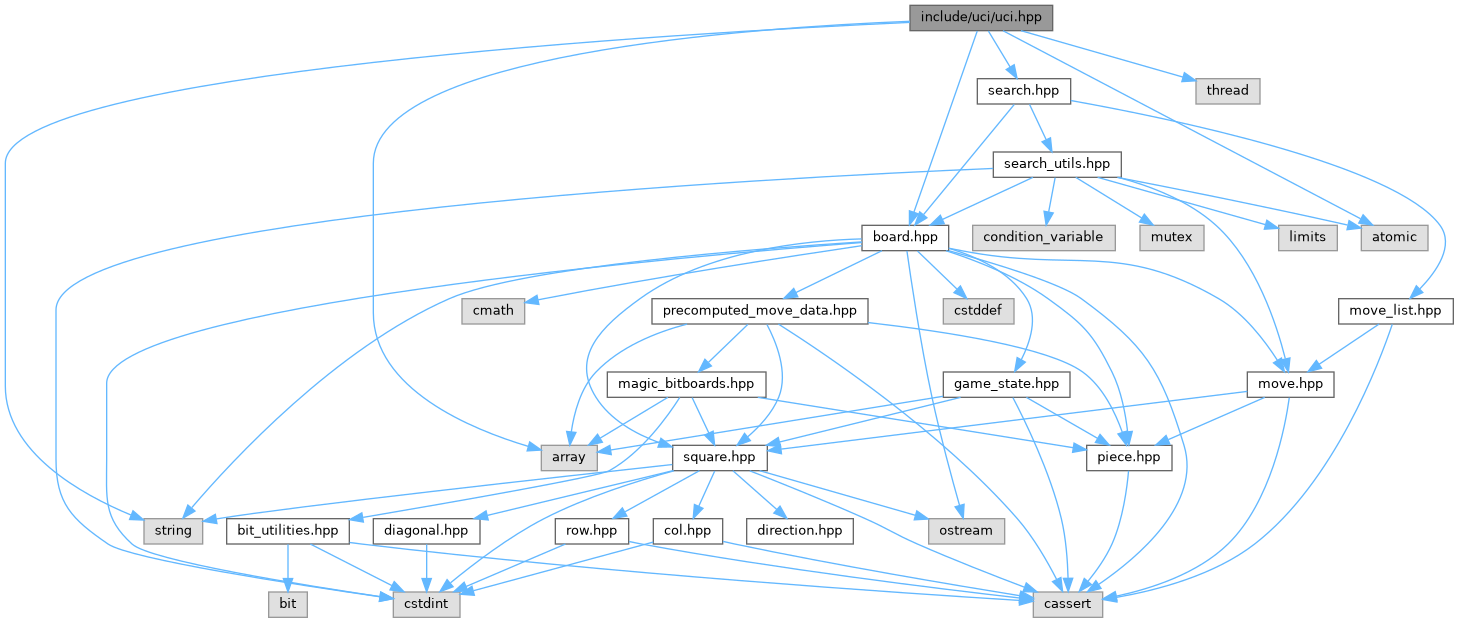 include/uci/uci.hpp
search.hpp
thread
search_utils.hpp
board.hpp
condition_variable
mutex
limits
atomic
cmath
precomputed_move_data.hpp
cstddef
move_list.hpp
magic_bitboards.hpp
game_state.hpp
move.hpp
array
square.hpp
piece.hpp
string
bit_utilities.hpp
diagonal.hpp
row.hpp
col.hpp
direction.hpp
ostream
bit
cstdint
cassert